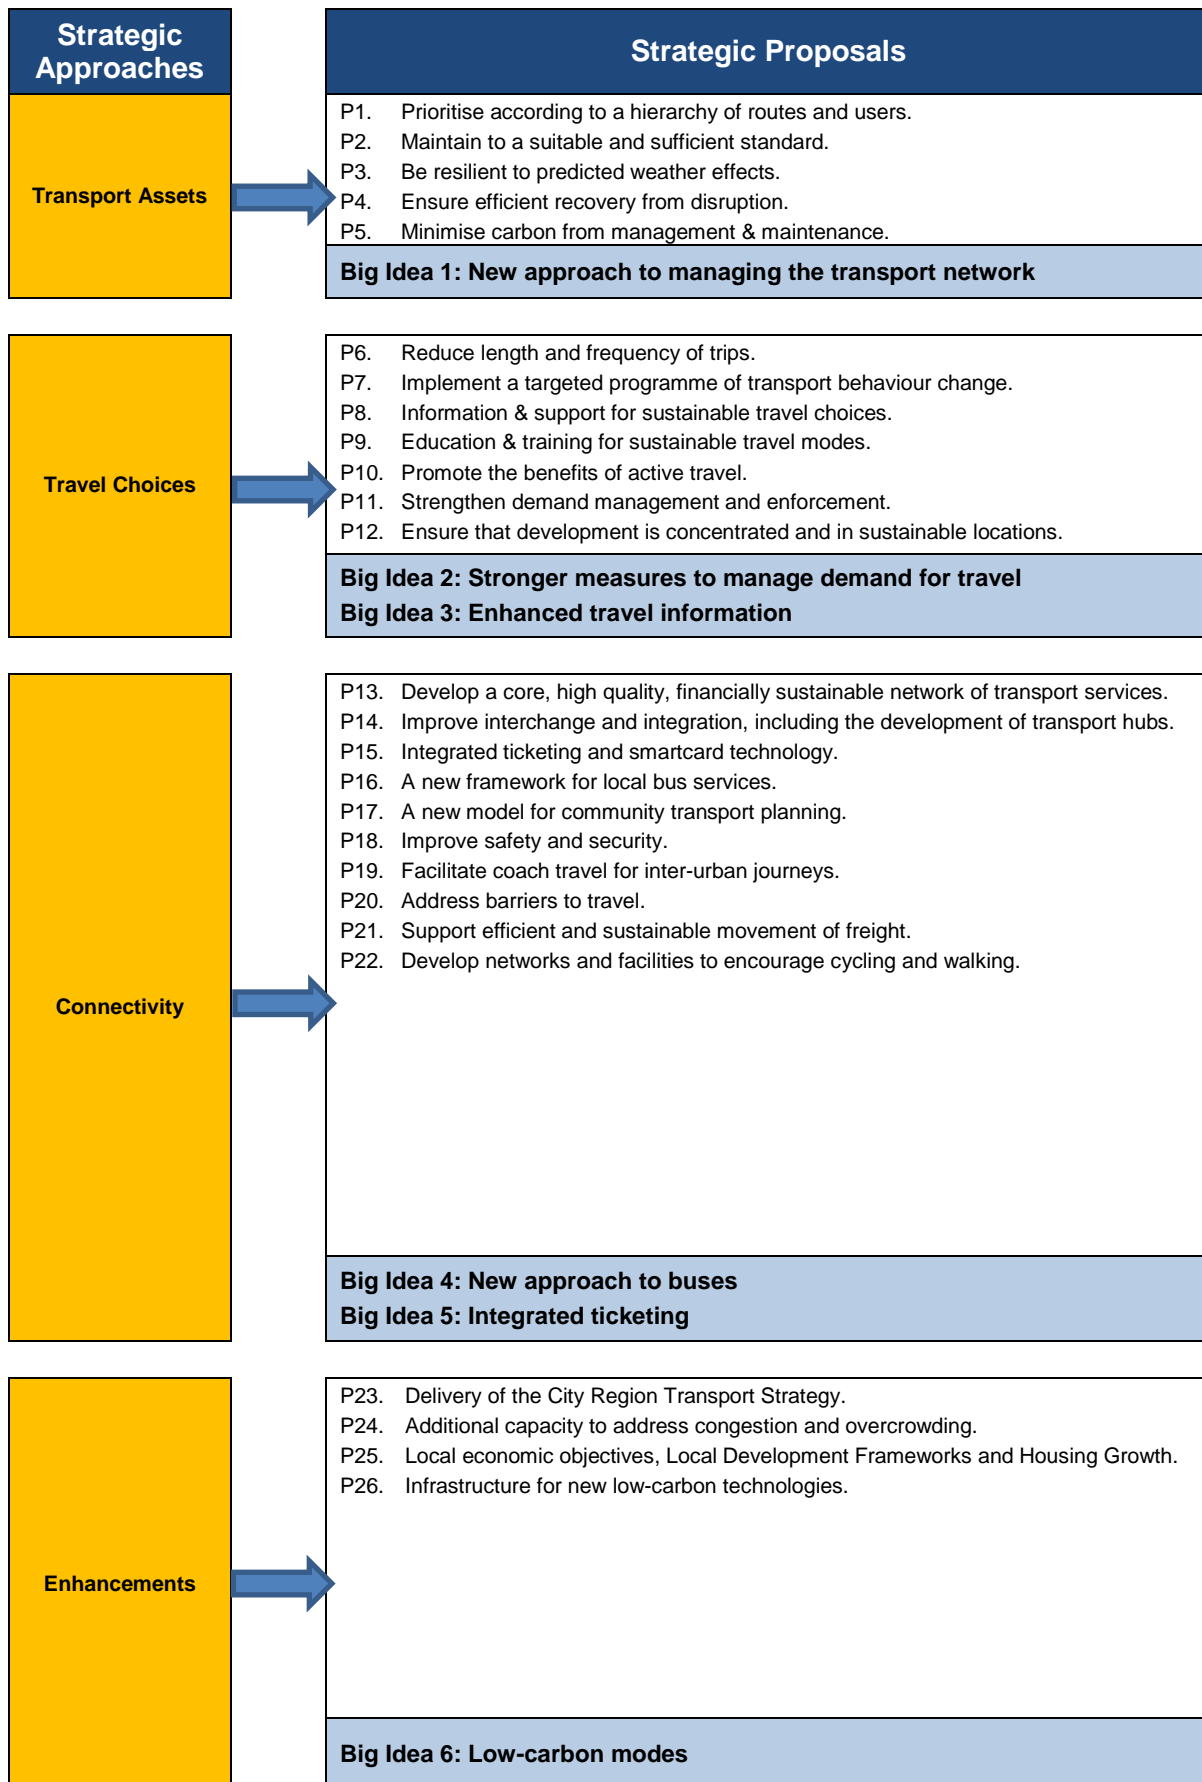 Strategic
Approaches
Strategic Proposals
Transport Assets
P1. Prioritise according to a hierarchy of routes and users.
P2. Maintain to a suitable and sufficient standard.
P3. Be resilient to predicted weather effects.
P4. Ensure efficient recovery from disruption.
P5. Minimise carbon from management & maintenance.
Big Idea 1: New approach to managing the transport network
Travel Choices
P6. Reduce length and frequency of trips.
P7. Implement a targeted programme of transport behaviour change.
P8. Information & support for sustainable travel choices.
P9. Education & training for sustainable travel modes.
P10. Promote the benefits of active travel.
P11. Strengthen demand management and enforcement.
P12. Ensure that development is concentrated and in sustainable locations.
Big Idea 2: Stronger measures to manage demand for travel
Big Idea 3: Enhanced travel information
Connectivity
P13. Develop a core, high quality, financially sustainable network of transport services.
P14. Improve interchange and integration, including the development of transport hubs.
P15. Integrated ticketing and smartcard technology.
P16. A new framework for local bus services.
P17. A new model for community transport planning.
P18. Improve safety and security.
P19. Facilitate coach travel for inter-urban journeys.
P20. Address barriers to travel.
P21. Support efficient and sustainable movement of freight.
P22. Develop networks and facilities to encourage cycling and walking.
Big Idea 4: New approach to buses
Big Idea 5: Integrated ticketing
Enhancements
P23. Delivery of the City Region Transport Strategy.
P24. Additional capacity to address congestion and overcrowding.
P25. Local economic objectives, Local Development Frameworks and Housing Growth.
P26. Infrastructure for new low-carbon technologies.
Big Idea 6: Low-carbon modes